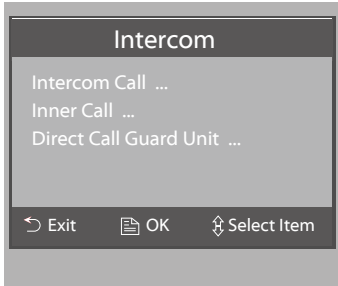 Intercom
Intercom Call ...
Inner Call ...
Direct Call Guard Unit ...
Exit OK Select Item